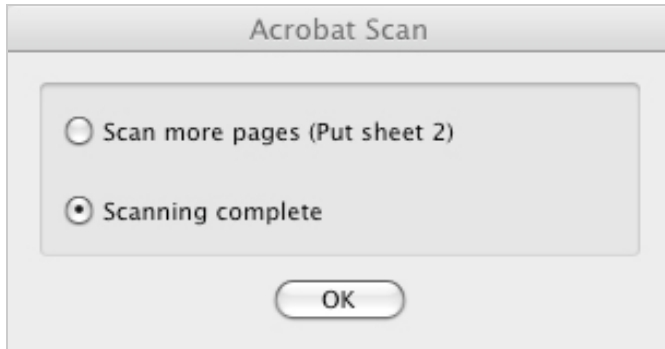 Acrobat Scan
Scan more pages (Put sheet 2)
Scanning complete
OK